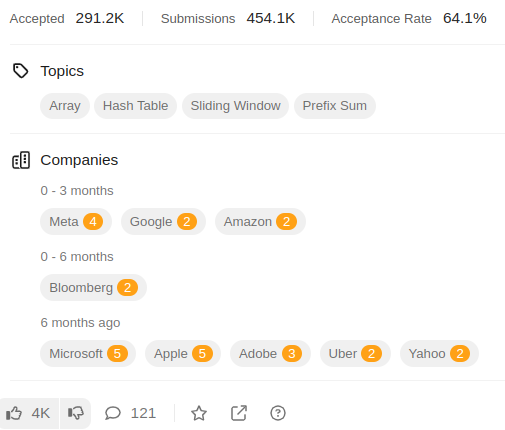 Accepted 291.2K Submissions 454.1K Acceptance Rate 64.1%
Topics
Array Hash Table Sliding Window Prefix Sum
Companies
0 - 3 months
Meta 4 Google 2 Amazon 2
0 - 6 months
Bloomberg 2
6 months ago
Microsoft 5 Apple 5 Adobe 3 Uber 2 Yahoo 2
4K 121